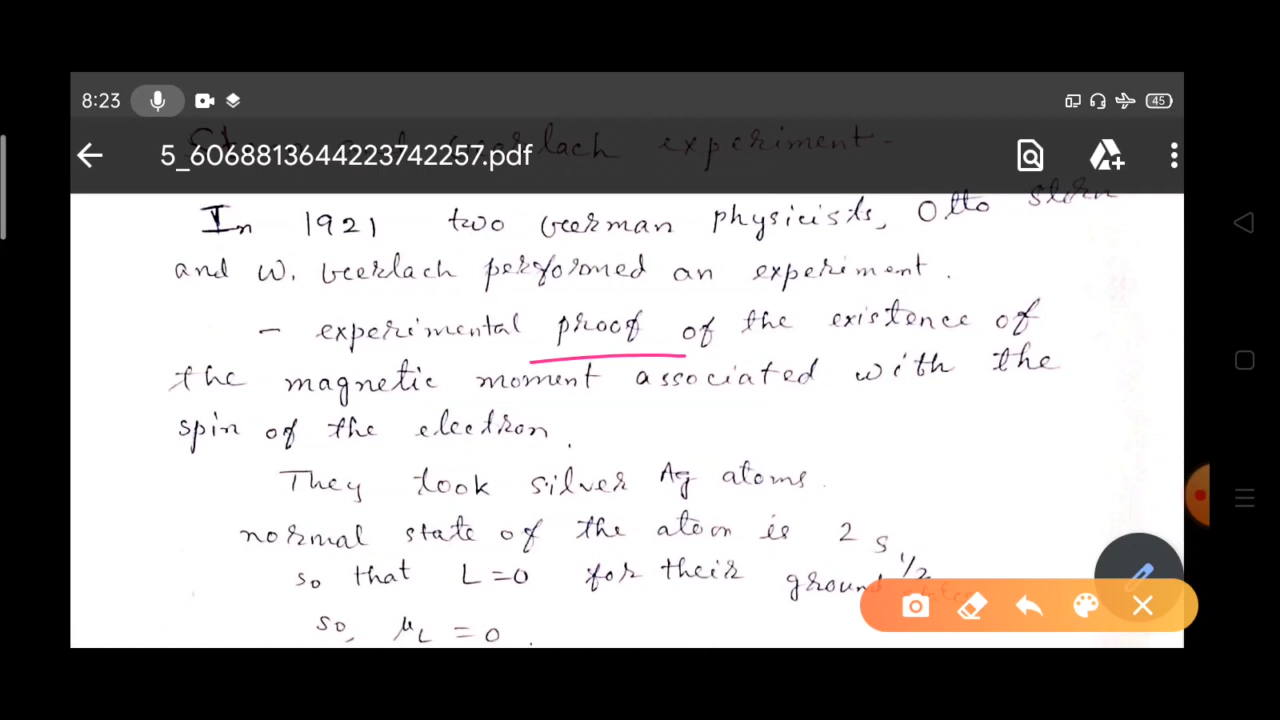 8:23 45
experiment-
5_6068813644223742257.pdf
In 1921 two German physicists, Otto Stern
and W. Gerlach performed an experiment.
- experimental proof of the existence of
the magnetic moment associated with the
spin of the electron.
They took silver Ag atoms.
normal state of the atom is 2 S 1/2
so that L=0 for their ground
so, μL = 0.